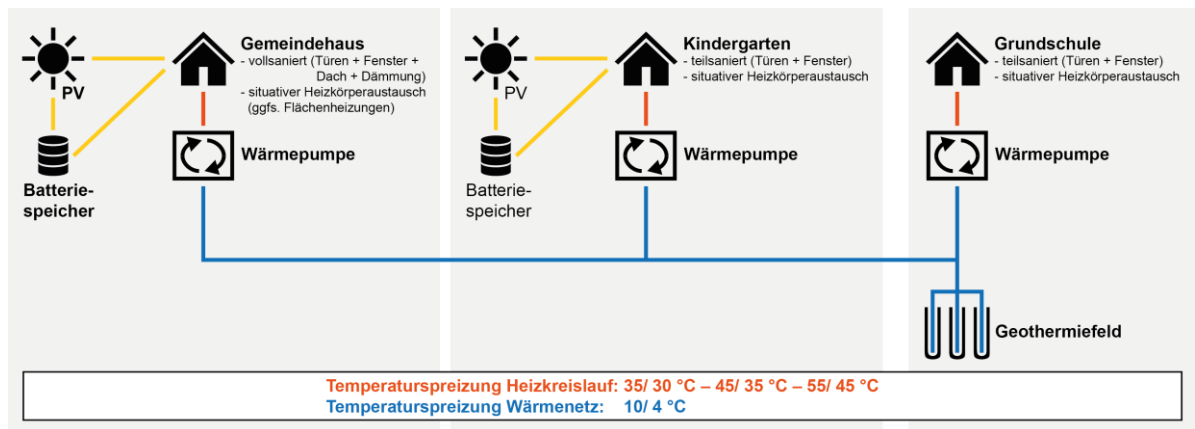 PV
Batterie-
speicher
Gemeindehaus
- vollsaniert (Türen + Fenster +
Dach + Dämmung)
- situativer Heizkörperaustausch
(ggfs. Flächenheizungen)
Wärmepumpe
PV
Batterie-
speicher
Kindergarten
- teilsaniert (Türen + Fenster)
- situativer Heizkörperaustausch
Wärmepumpe
Grundschule
- teilsaniert (Türen + Fenster)
- situativer Heizkörperaustausch
Wärmepumpe
Geothermiefeld
Temperaturspreizung Heizkreislauf: 35/ 30 °C – 45/ 35 °C – 55/ 45 °C
Temperaturspreizung Wärmenetz: 10/ 4 °C